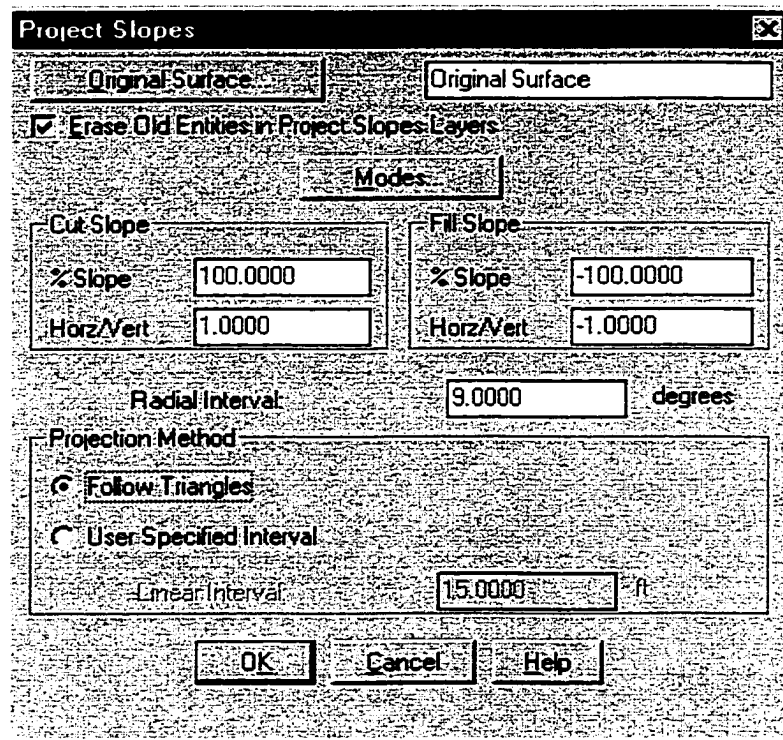 Project Slopes
Original Surface... Original Surface
Erase Old Entities in Project Slopes Layers
Modes...
Cut Slope Fill Slope
%Slope 100.0000 %Slope -100.0000
Horz/Vert 1.0000 Horz/Vert -1.0000
Radial Interval: 9.0000 degrees
Projection Method
Follow Triangles
User Specified Interval
Linear Interval: 15.0000 ft
OK Cancel Help